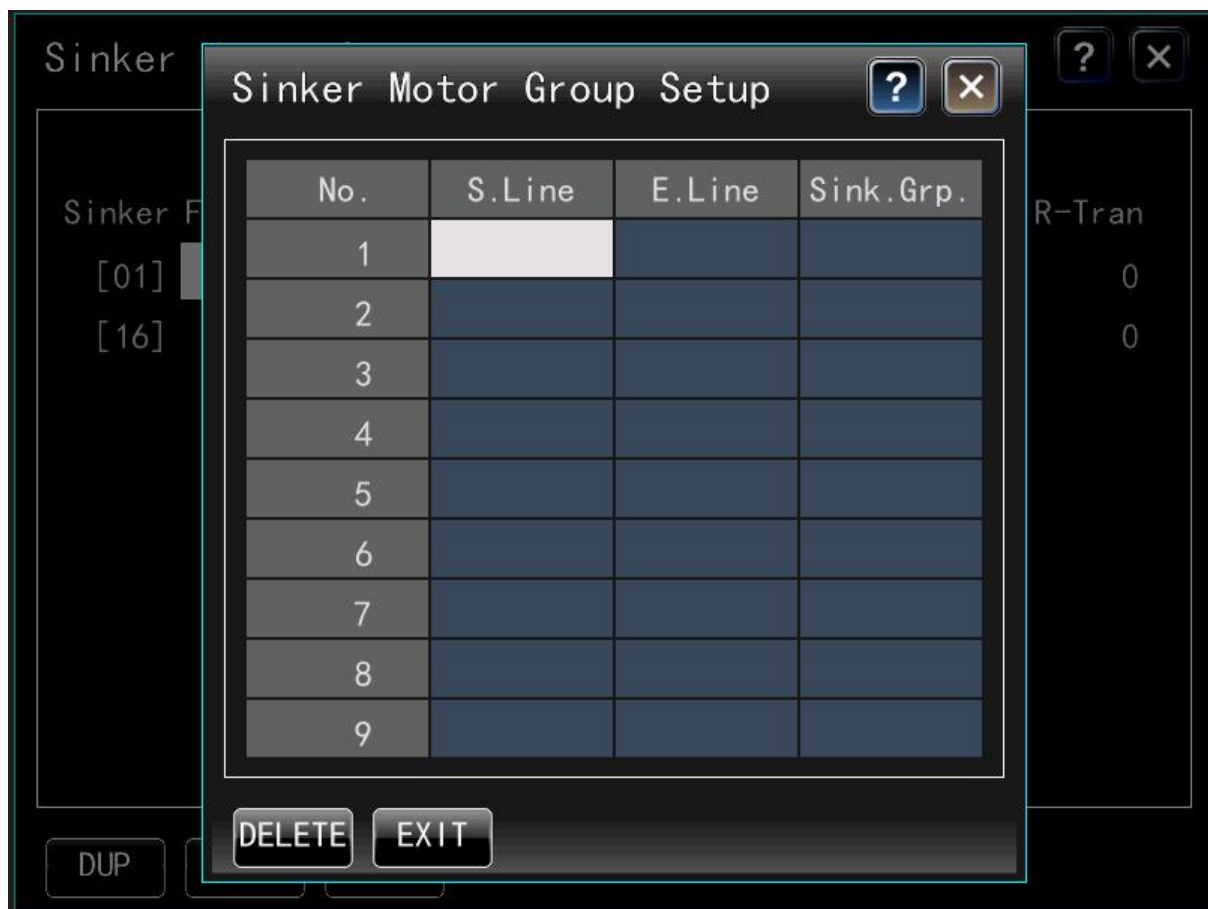 Sinker
? ×
Sinker Motor Group Setup ? ×
No. S.Line E.Line Sink.Grp.
1
2
3
4
5
6
7
8
9
Sinker F R-Tran
[01] 0
[16] 0
DELETE EXIT
DUP